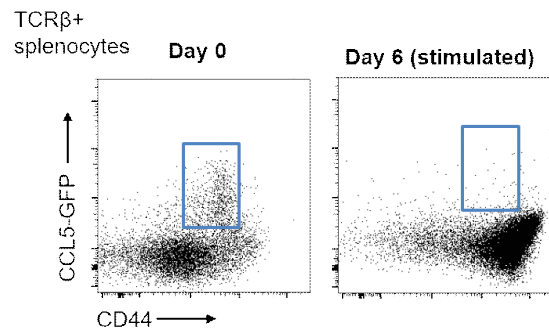 TCRβ+
splenocytes
Day 0
Day 6 (stimulated)
CCL5-GFP
CD44